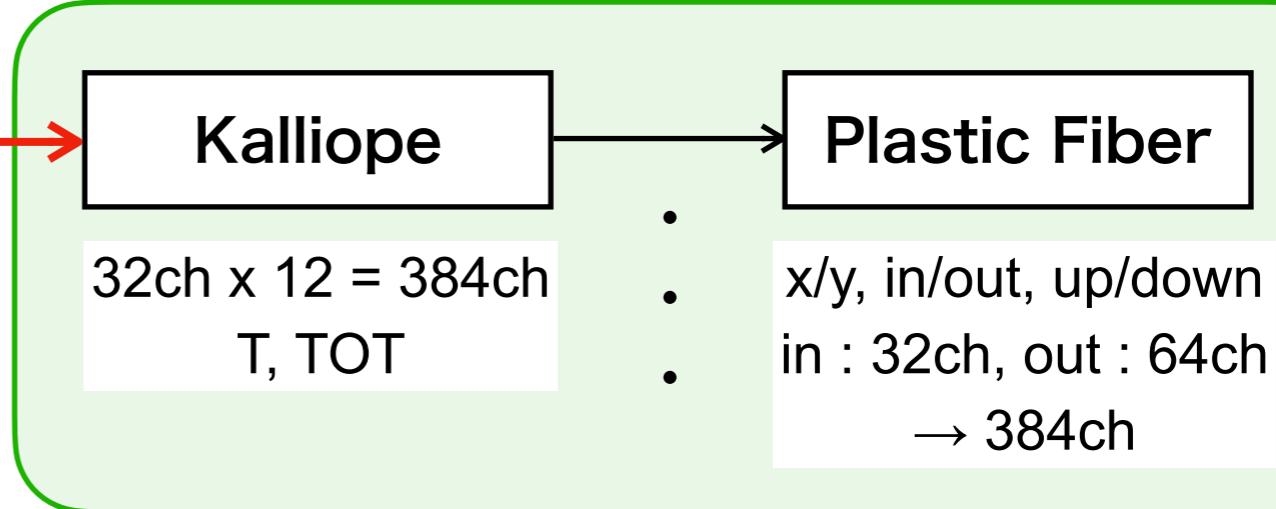 Kalliope
32ch x 12 = 384ch
T, TOT
Plastic Fiber
x/y, in/out, up/down
in : 32ch, out : 64ch
→ 384ch